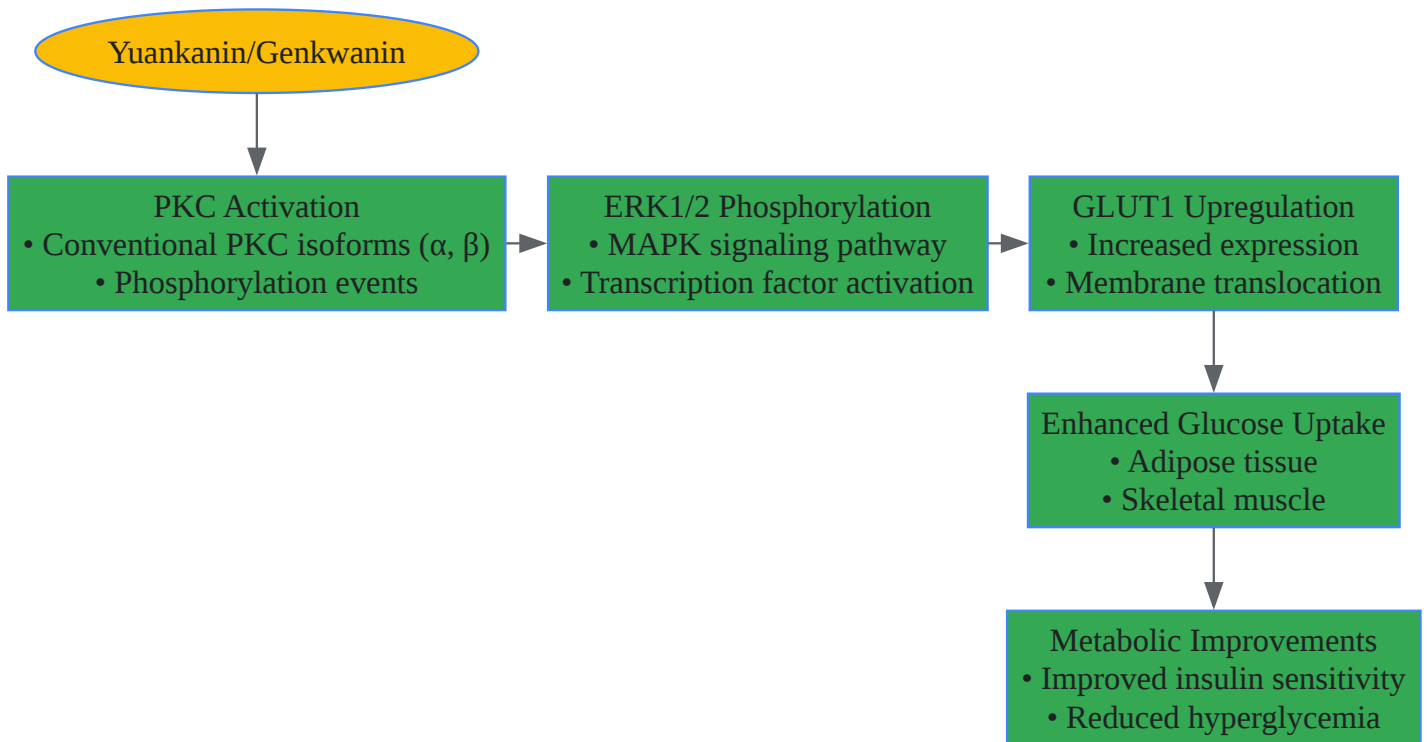 Yuankanin/Genkwanin
PKC Activation
• Conventional PKC isoforms (α, β)
• Phosphorylation events
ERK1/2 Phosphorylation
• MAPK signaling pathway
• Transcription factor activation
GLUT1 Upregulation
• Increased expression
• Membrane translocation
Enhanced Glucose Uptake
• Adipose tissue
• Skeletal muscle
Metabolic Improvements
• Improved insulin sensitivity
• Reduced hyperglycemia